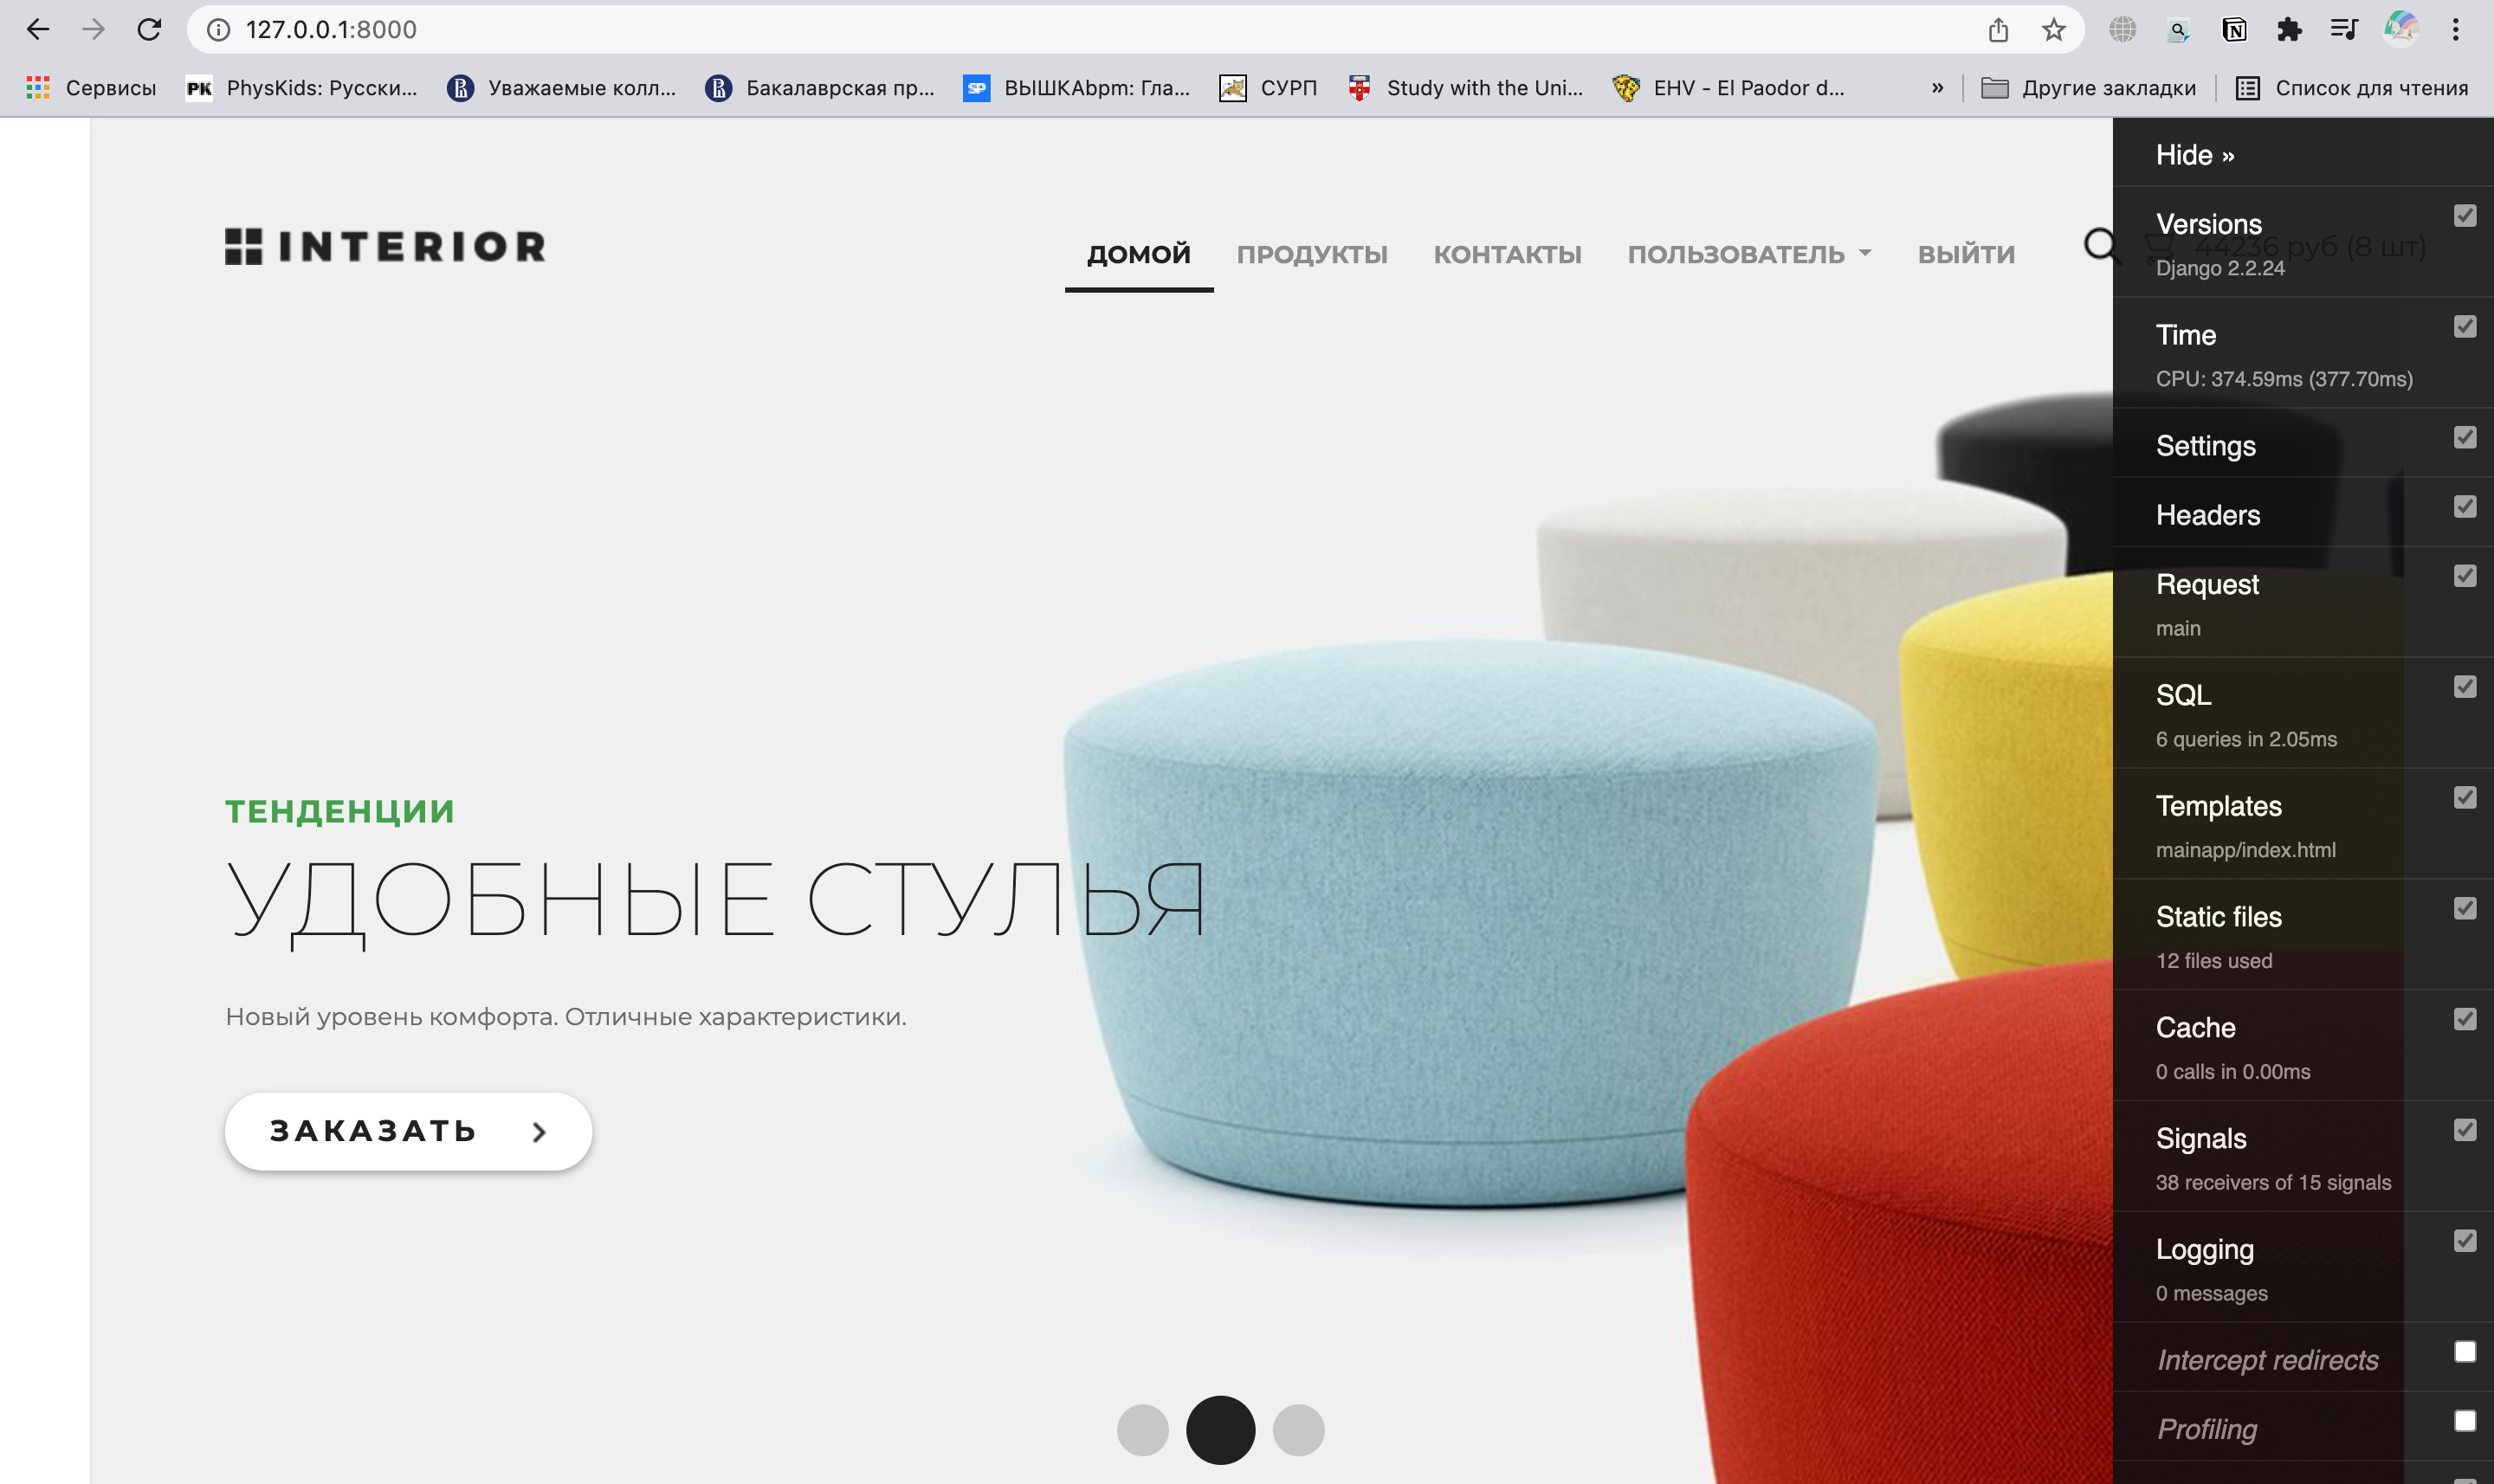 127.0.0.1:8000
Сервисы
PhysKids: Русски...
Уважаемые колл...
Бакалаврская пр...
ВЫШКАbpm: Гла...
СУРП
Study with the Uni...
EHV - El Paodor d...
»
Другие закладки
Список для чтения
INTERIOR
ДОМОЙ
ПРОДУКТЫ
КОНТАКТЫ
ПОЛЬЗОВАТЕЛЬ
ВЫЙТИ
44236 руб (8 шт)
ТЕНДЕНЦИИ
УДОБНЫЕ СТУЛЬЯ
Новый уровень комфорта. Отличные характеристики.
ЗАКАЗАТЬ
Hide »
Versions
Django 2.2.24
Time
CPU: 374.59ms (377.70ms)
Settings
Headers
Request
main
SQL
6 queries in 2.05ms
Templates
mainapp/index.html
Static files
12 files used
Cache
0 calls in 0.00ms
Signals
38 receivers of 15 signals
Logging
0 messages
Intercept redirects
Profiling